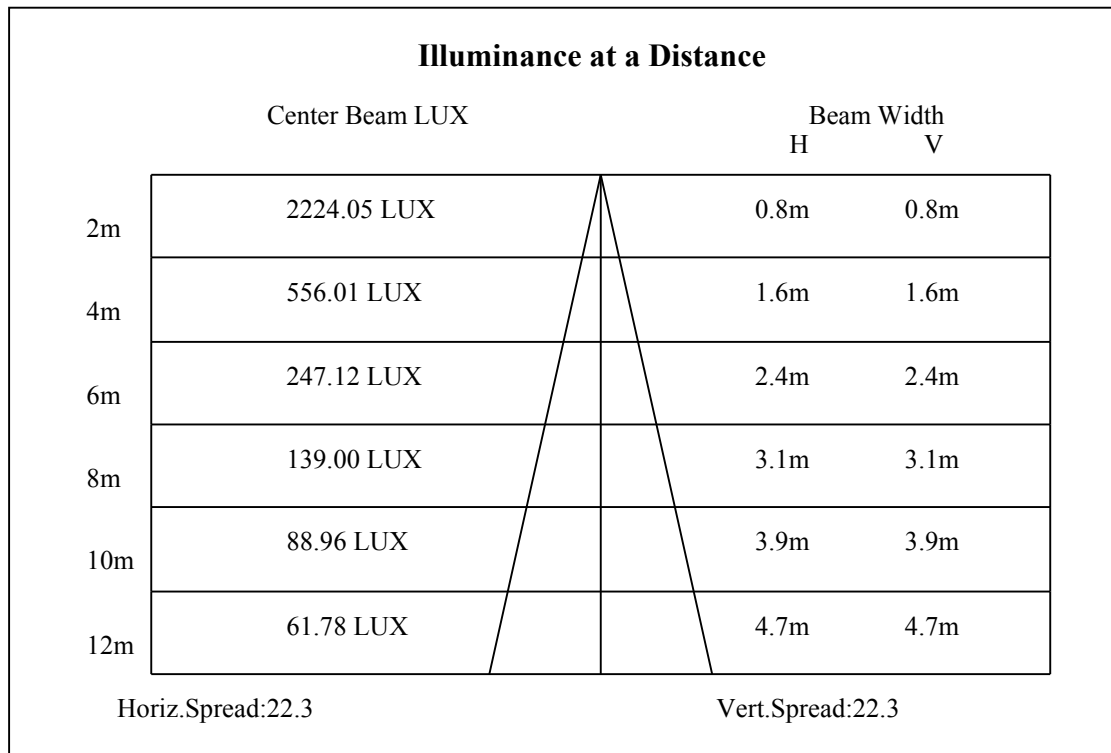 Illuminance at a Distance
Center Beam LUX Beam Width
H V
2m 2224.05 LUX 0.8m 0.8m
4m 556.01 LUX 1.6m 1.6m
6m 247.12 LUX 2.4m 2.4m
8m 139.00 LUX 3.1m 3.1m
10m 88.96 LUX 3.9m 3.9m
12m 61.78 LUX 4.7m 4.7m
Horiz.Spread:22.3 Vert.Spread:22.3